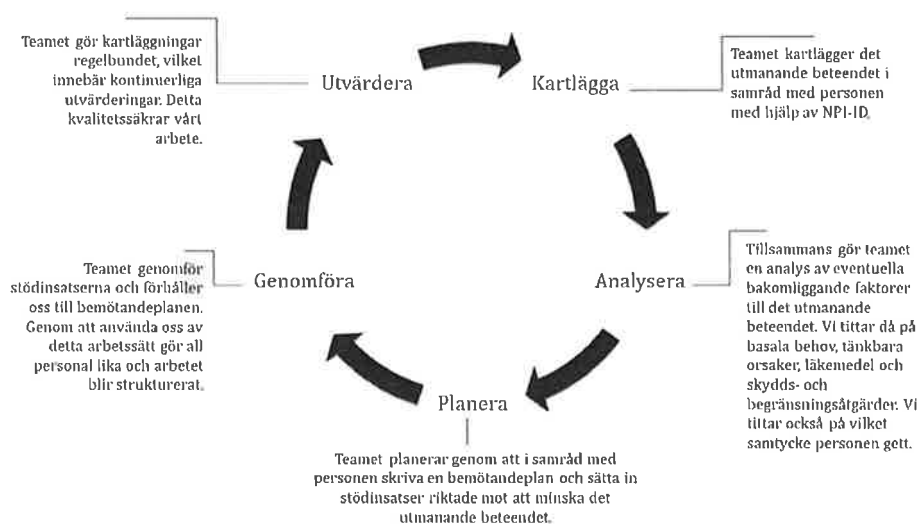 Teamet gör kartläggningar
regelbundet, vilket
innebär kontinuerliga
utvärderingar. Detta
kvalitetssäkrar vårt
arbete.
Utvärdera
Kartlägga
Teamet kartlägger det
utmanande beteendet i
samråd med personen
med hjälp av NPI-ID.
Analysera
Tillsammans gör teamet
en analys av eventuella
bakomliggande faktorer
till det utmanande
beteendet. Vi tittar då på
basala behov, tänkbara
orsaker, läkemedel och
skydds- och
begränsningsåtgärder. Vi
tittar också på vilket
samtycke personen gett.
Planera
Teamet planerar genom att i samråd med
personen skriva en bemötandeplan och sätta in
stödinsatser riktade mot att minska det
utmanande beteendet.
Genomföra
Teamet genomför
stödinsatserna och förhåller
oss till bemötandeplanen.
Genom att använda oss av
detta arbetssätt gör all
personal lika och arbetet
blir strukturerat.